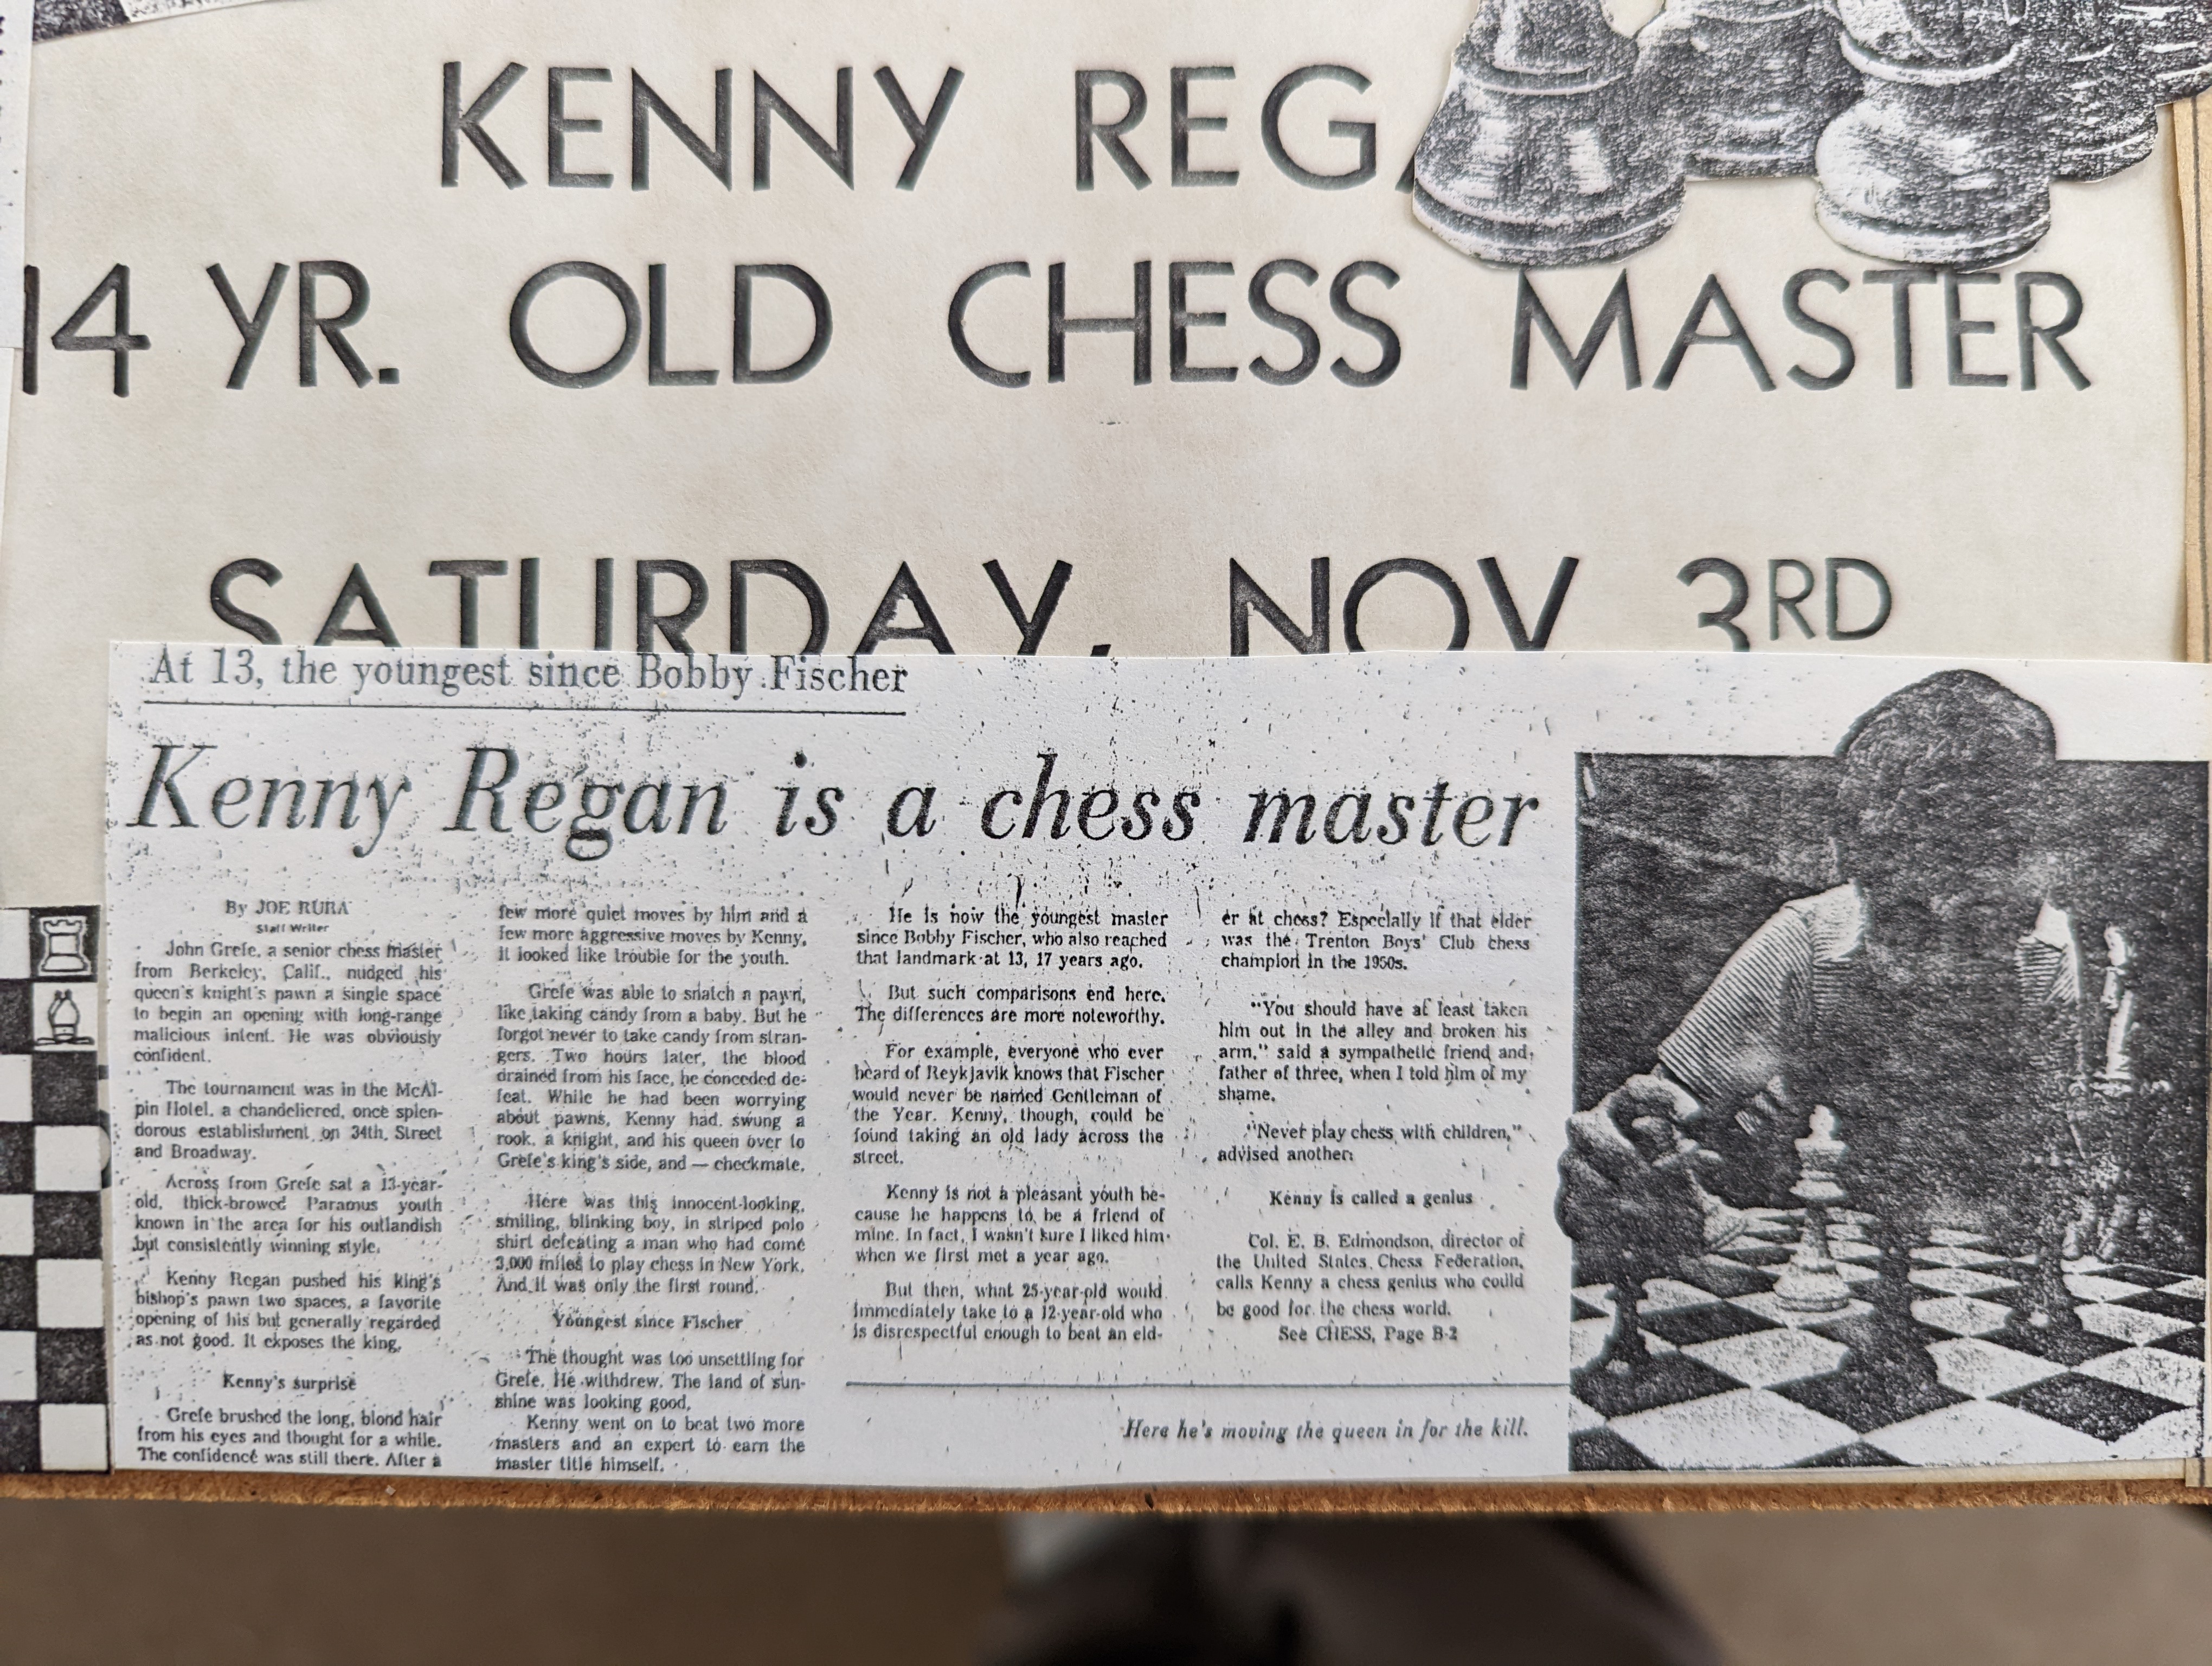 KENNY REG
14 YR. OLD CHESS MASTER
SATURDAY, NOV 3RD
At 13, the youngest since Bobby Fischer
Kenny Regan is a chess master
By JOE RURA
Staff Writer
John Grefe, a senior chess master
from Berkeley, Calif., nudged his
queen's knight's pawn a single space
to begin an opening with long-range
malicious intent. He was obviously
confident.
The tournament was in the McAl-
pin Hotel, a chandeliered, once splen-
dorous establishment on 34th Street
and Broadway.
Across from Grefe sat a 13-year-
old, thick-browed Paramus youth
known in the area for his outlandish
but consistently winning style.
Kenny Regan pushed his king's
bishop's pawn two spaces, a favorite
opening of his but generally regarded
as not good. It exposes the king.
Kenny's surprise
Grefe brushed the long, blond hair
from his eyes and thought for a while.
The confidence was still there. After a
few more quiet moves by him and a
few more aggressive moves by Kenny,
it looked like trouble for the youth.
Grefe was able to snatch a pawn,
like taking candy from a baby. But he
forgot never to take candy from stran-
gers. Two hours later, the blood
drained from his face, he conceded de-
feat. While he had been worrying
about pawns, Kenny had swung a
rook, a knight, and his queen over to
Grefe's king's side, and — checkmate.
Here was this innocent-looking,
smiling, blinking boy, in striped polo
shirt defeating a man who had come
3,000 miles to play chess in New York.
And it was only the first round.
Youngest since Fischer
The thought was too unsettling for
Grefe. He withdrew. The land of sun-
shine was looking good.
Kenny went on to beat two more
masters and an expert to earn the
master title himself.
He is now the youngest master
since Bobby Fischer, who also reached
that landmark at 13, 17 years ago.
But such comparisons end here.
The differences are more noteworthy.
For example, everyone who ever
heard of Reykjavik knows that Fischer
would never be named Gentleman of
the Year. Kenny, though, could be
found taking an old lady across the
street.
Kenny is not a pleasant youth be-
cause he happens to be a friend of
mine. In fact, I wasn't sure I liked him
when we first met a year ago.
But then, what 25-year-old would
immediately take to a 12-year-old who
is disrespectful enough to beat an eld-
er at chess? Especially if that elder
was the Trenton Boys' Club chess
champion in the 1950s.
"You should have at least taken
him out in the alley and broken his
arm," said a sympathetic friend and
father of three, when I told him of my
shame.
"Never play chess with children,"
advised another.
Kenny is called a genius
Col. E. B. Edmondson, director of
the United States Chess Federation,
calls Kenny a chess genius who could
be good for the chess world.
See CHESS, Page B-2
Here he's moving the queen in for the kill.